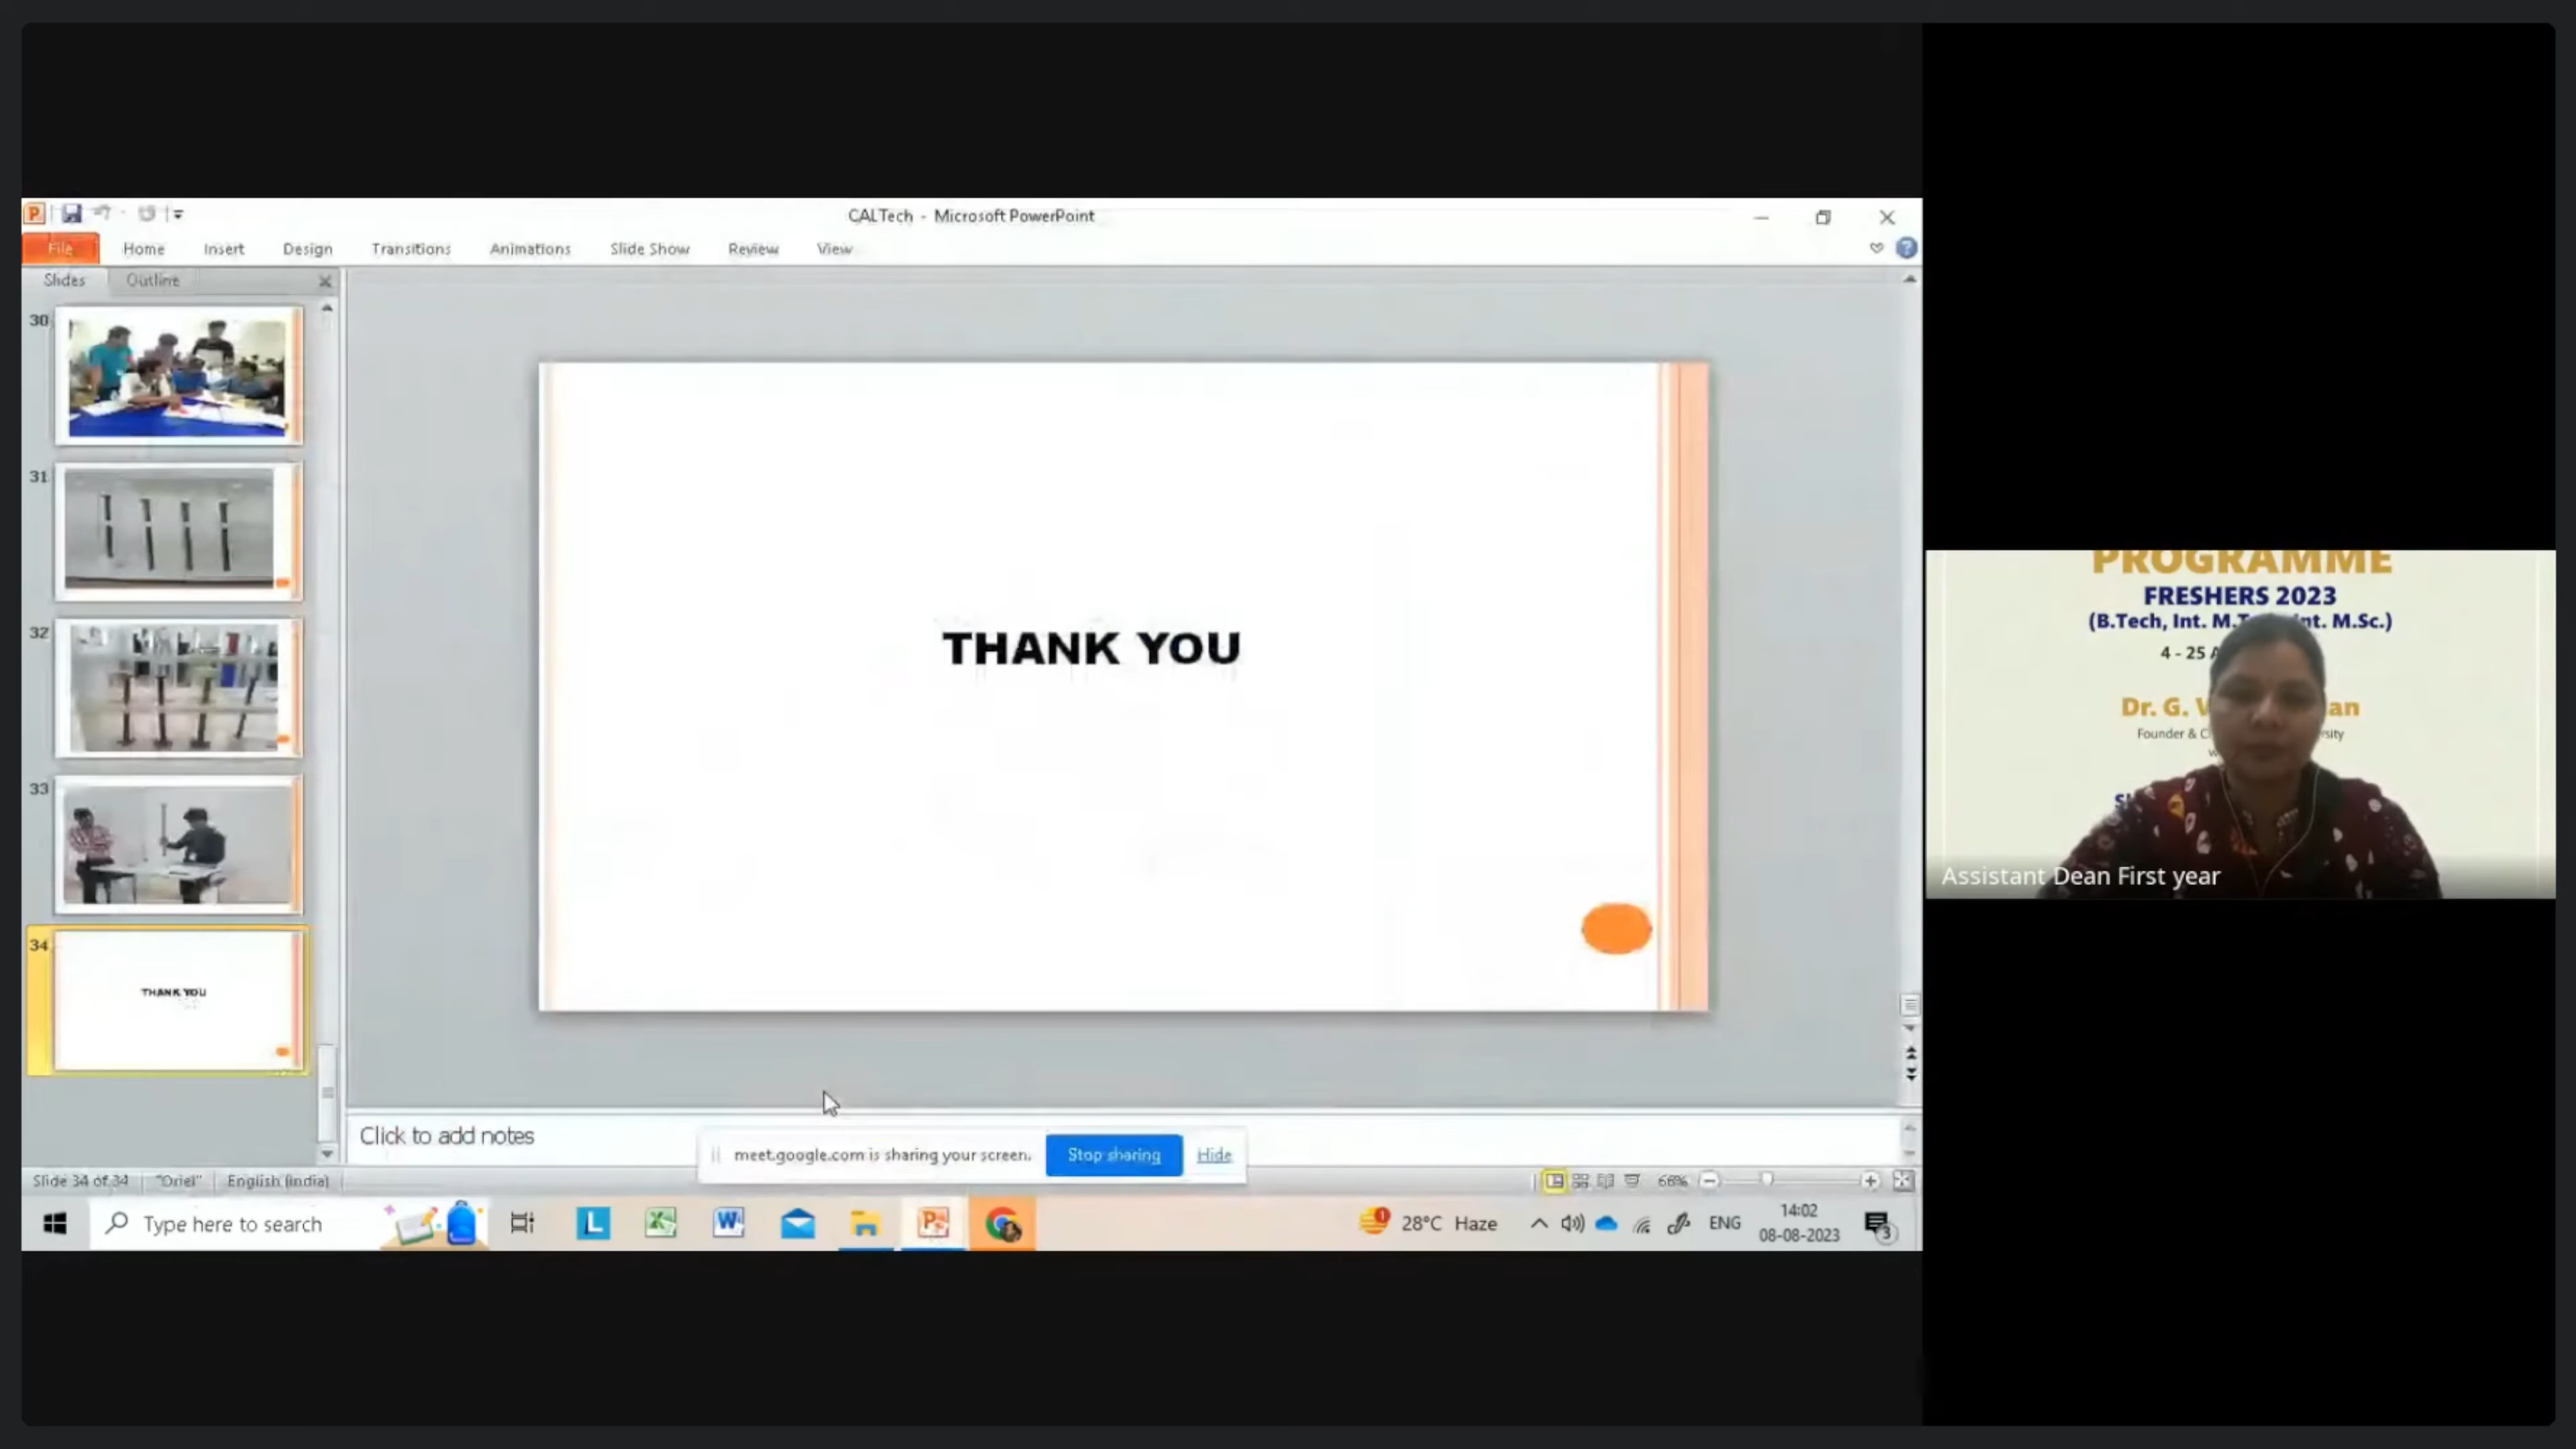 CALTech - Microsoft PowerPoint
File Home Insert Design Transitions Animations Slide Show Review View
Slides Outline
30
31
32
33
34
THANK YOU
THANK YOU
Click to add notes
meet.google.com is sharing your screen. Stop sharing Hide
Slide 34 of 34 "Oriel" English (India) 66%
Type here to search 28°C Haze ENG 14:02
08-08-2023
3
PROGRAMME
FRESHERS 2023
(B.Tech, Int. nt. M.Sc.)
4 - 25
Dr. G. an
Founder & sity
Assistant Dean First year